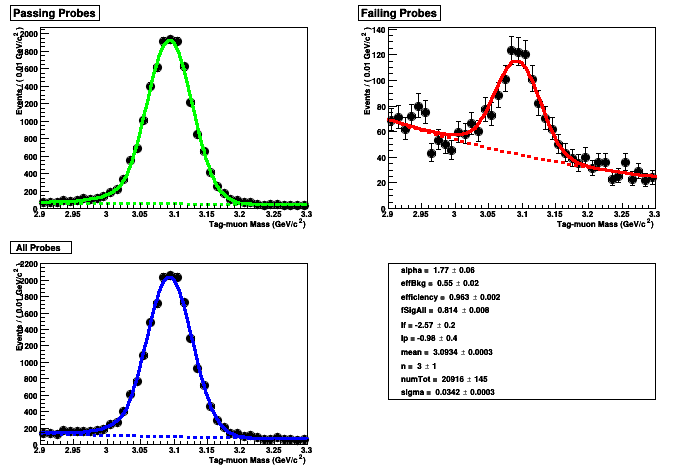 Passing Probes
Events / ( 0.01 GeV/c² )
2000
1800
1600
1400
1200
1000
800
600
400
200
2.9 2.95 3 3.05 3.1 3.15 3.2 3.25 3.3
Tag-muon Mass (GeV/c²)
Failing Probes
Events / ( 0.01 GeV/c² )
140
120
100
80
60
40
20
0
2.9 2.95 3 3.05 3.1 3.15 3.2 3.25 3.3
Tag-muon Mass (GeV/c²)
All Probes
Events / ( 0.01 GeV/c² )
2200
2000
1800
1600
1400
1200
1000
800
600
400
200
0
2.9 2.95 3 3.05 3.1 3.15 3.2 3.25 3.3
Tag-muon Mass (GeV/c²)
alpha = 1.77 ± 0.06
effBkg = 0.55 ± 0.02
efficiency = 0.963 ± 0.002
fSigAll = 0.814 ± 0.008
lf = -2.57 ± 0.2
lp = -0.98 ± 0.4
mean = 3.0934 ± 0.0003
n = 3 ± 1
numTot = 20916 ± 145
sigma = 0.0342 ± 0.0003